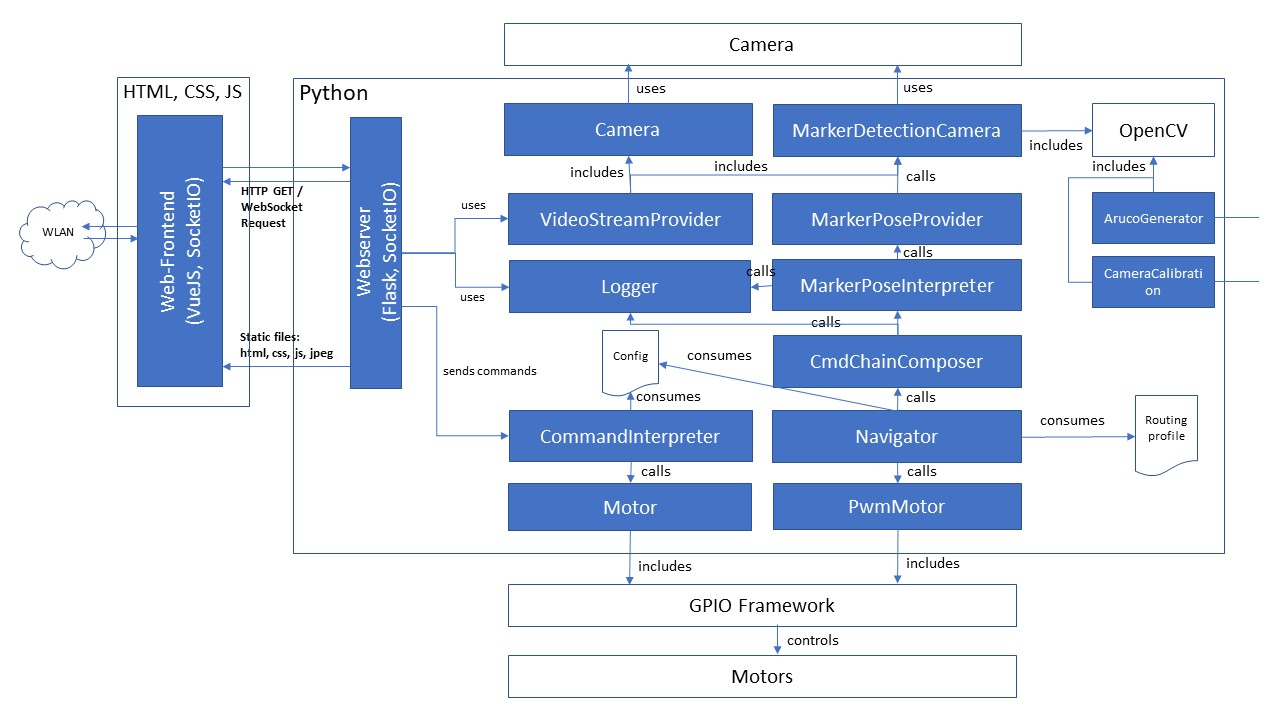 Camera
uses
uses
HTML, CSS, JS
Python
Camera
MarkerDetectionCamera
includes
OpenCV
includes
includes
calls
includes
WLAN
Web-Frontend
(VueJS, SocketIO)
HTTP GET /
WebSocket
Request
Webserver
(Flask, SocketIO)
uses
VideoStreamProvider
MarkerPoseProvider
ArucoGenerator
calls
uses
Logger
calls
MarkerPoseInterpreter
CameraCalibrati
on
calls
Static files:
html, css, js, jpeg
Config
consumes
CmdChainComposer
sends commands
consumes
calls
CommandInterpreter
Navigator
consumes
Routing
profile
calls
calls
Motor
PwmMotor
includes
includes
GPIO Framework
controls
Motors